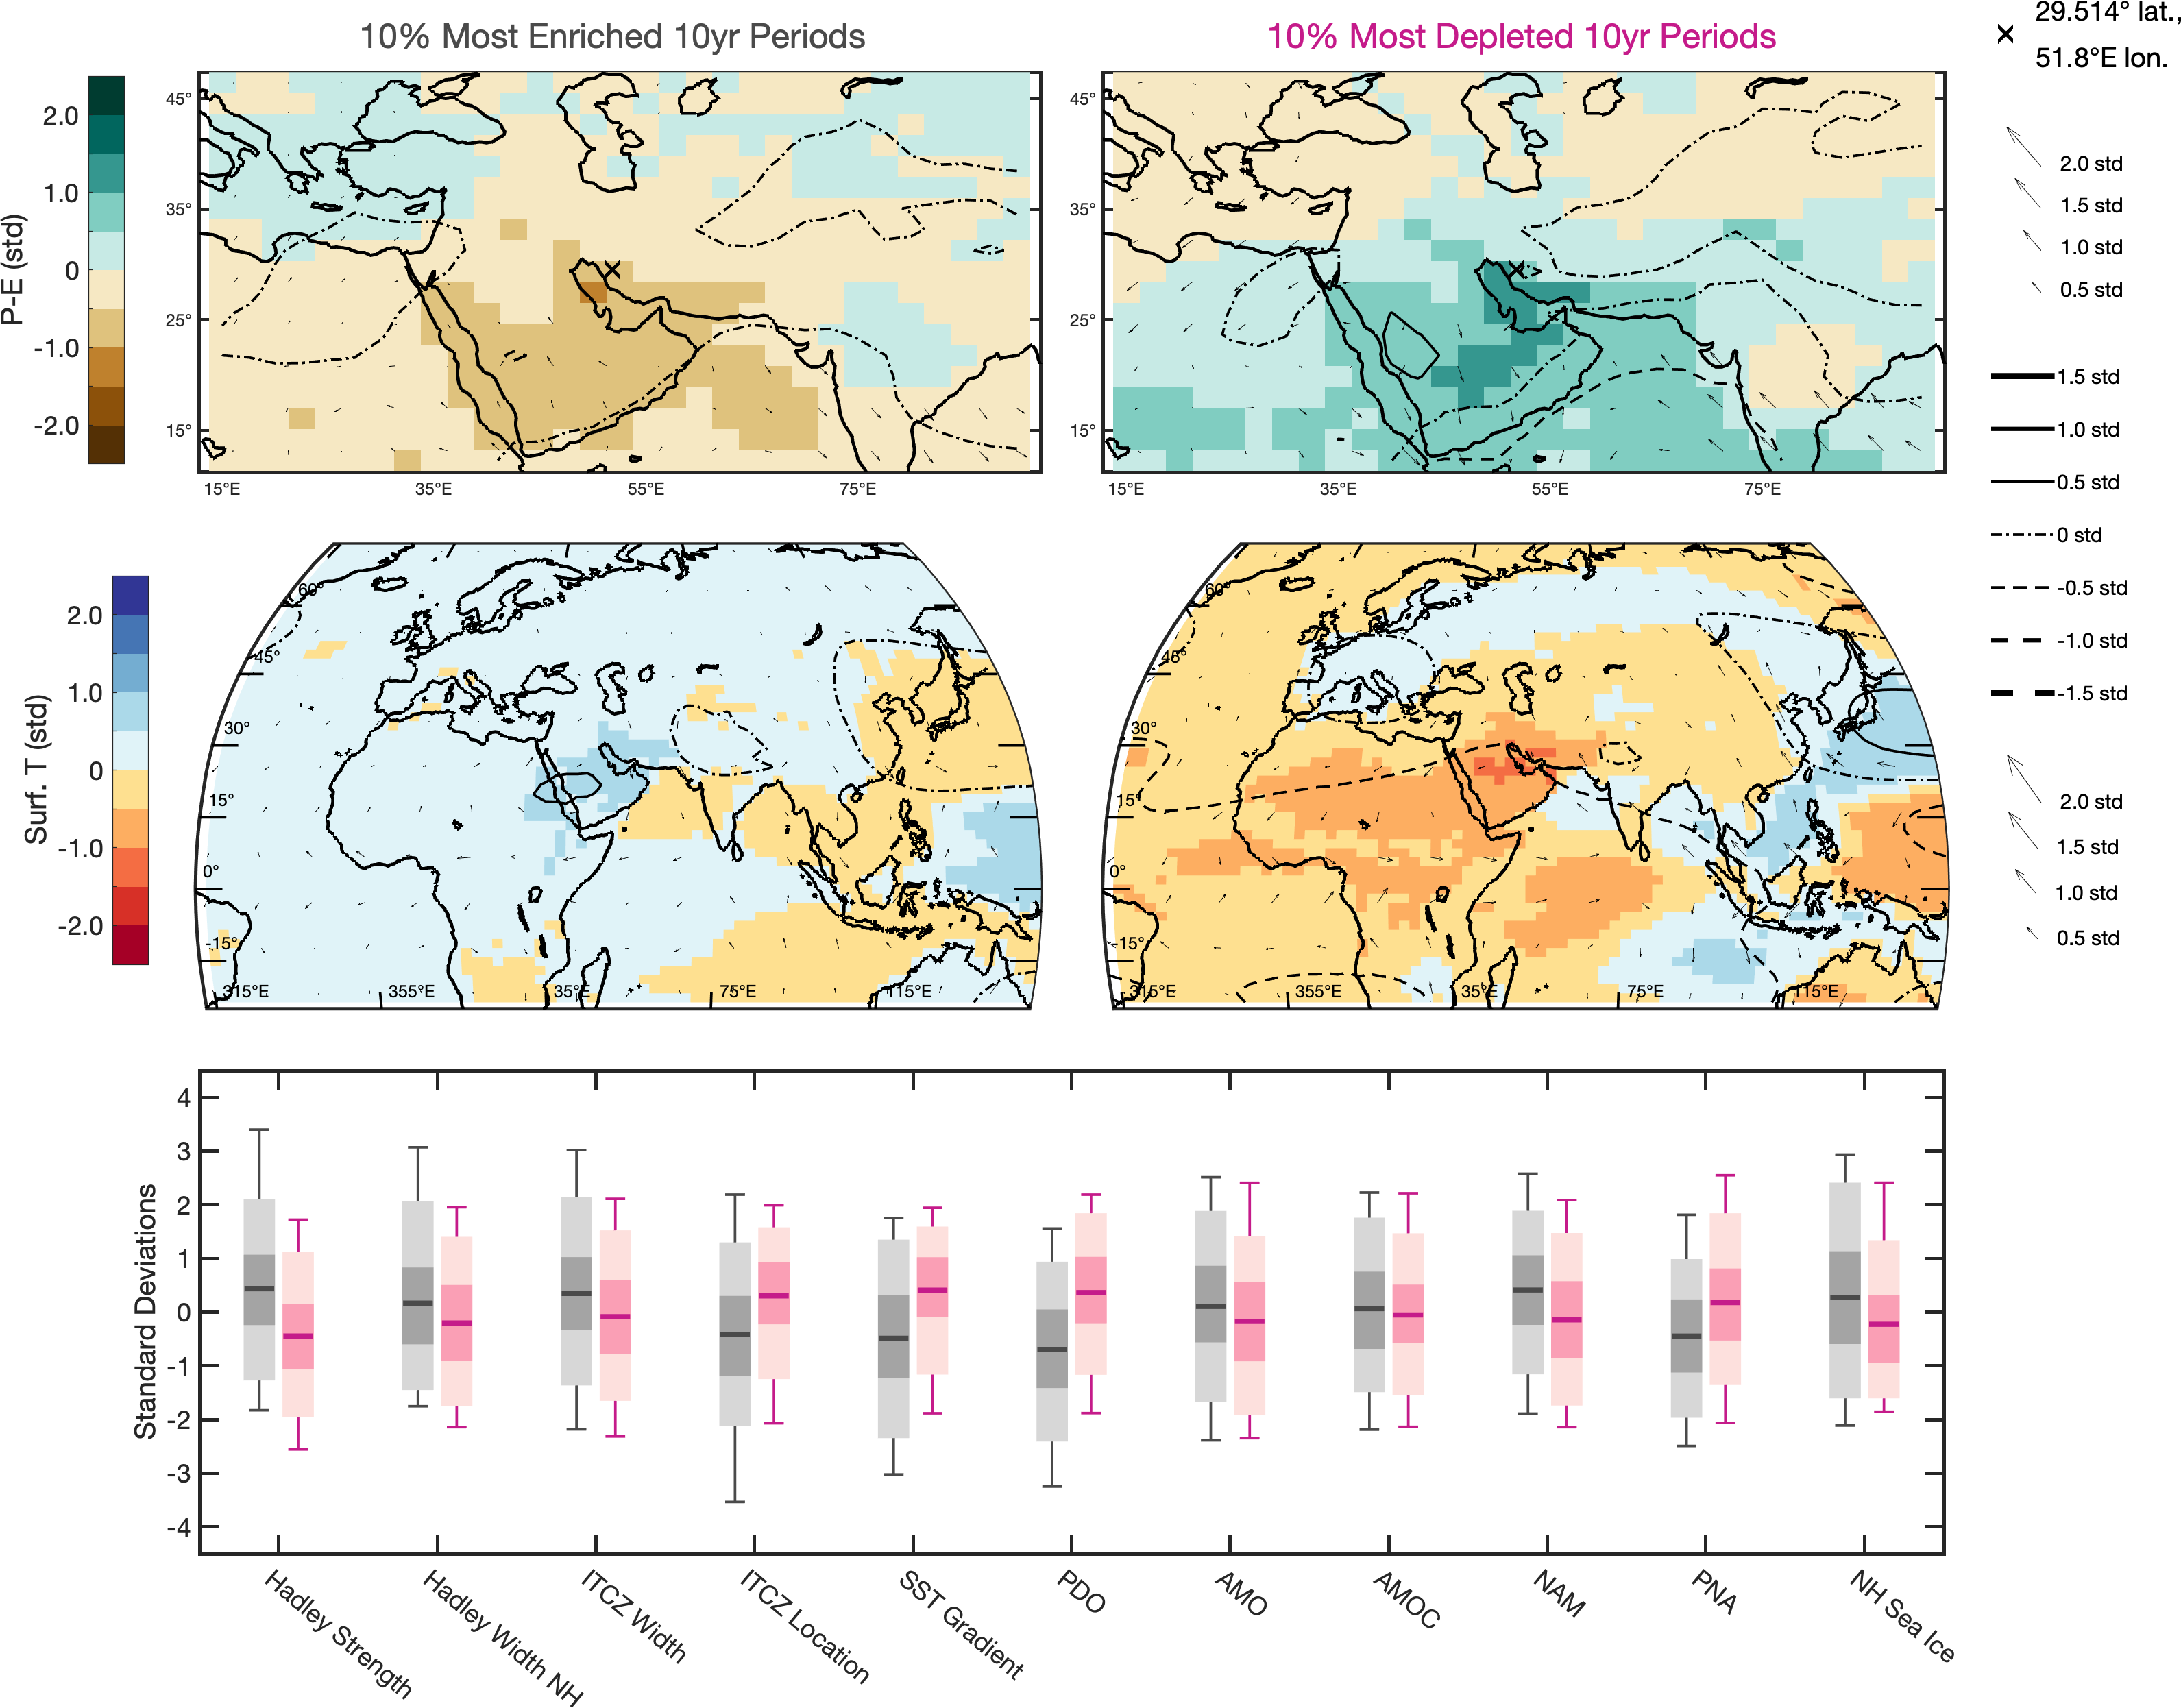 10% Most Enriched 10yr Periods
10% Most Depleted 10yr Periods
29.514° lat.,
51.8°E lon.
P-E (std)
2.0
1.0
0
-1.0
-2.0
45°
35°
25°
15°
15°E 35°E 55°E 75°E
45°
35°
25°
15°
15°E 35°E 55°E 75°E
2.0 std
1.5 std
1.0 std
0.5 std
1.5 std
1.0 std
0.5 std
0 std
-0.5 std
-1.0 std
-1.5 std
Surf. T (std)
2.0
1.0
0
-1.0
-2.0
60°
45°
30°
15°
0°
-15°
315°E 355°E 35°E 75°E 115°E
60°
45°
30°
15°
0°
-15°
315°E 355°E 35°E 75°E 115°E
2.0 std
1.5 std
1.0 std
0.5 std
Standard Deviations
4
3
2
1
0
-1
-2
-3
-4
Hadley Strength
Hadley Width NH
ITCZ Width
ITCZ Location
SST Gradient
PDO
AMO
AMOC
NAM
PNA
NH Sea Ice